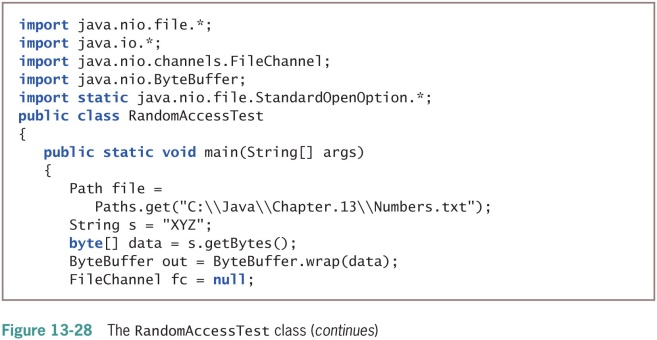 import java.nio.file.*;
import java.io.*;
import java.nio.channels.FileChannel;
import java.nio.ByteBuffer;
import static java.nio.file.StandardOpenOption.*;
public class RandomAccessTest
{
   public static void main(String[] args)
   {
      Path file =
         Paths.get("C:\\Java\\Chapter.13\\Numbers.txt");
      String s = "XYZ";
      byte[] data = s.getBytes();
      ByteBuffer out = ByteBuffer.wrap(data);
      FileChannel fc = null;
Figure 13-28 The RandomAccessTest class (continues)